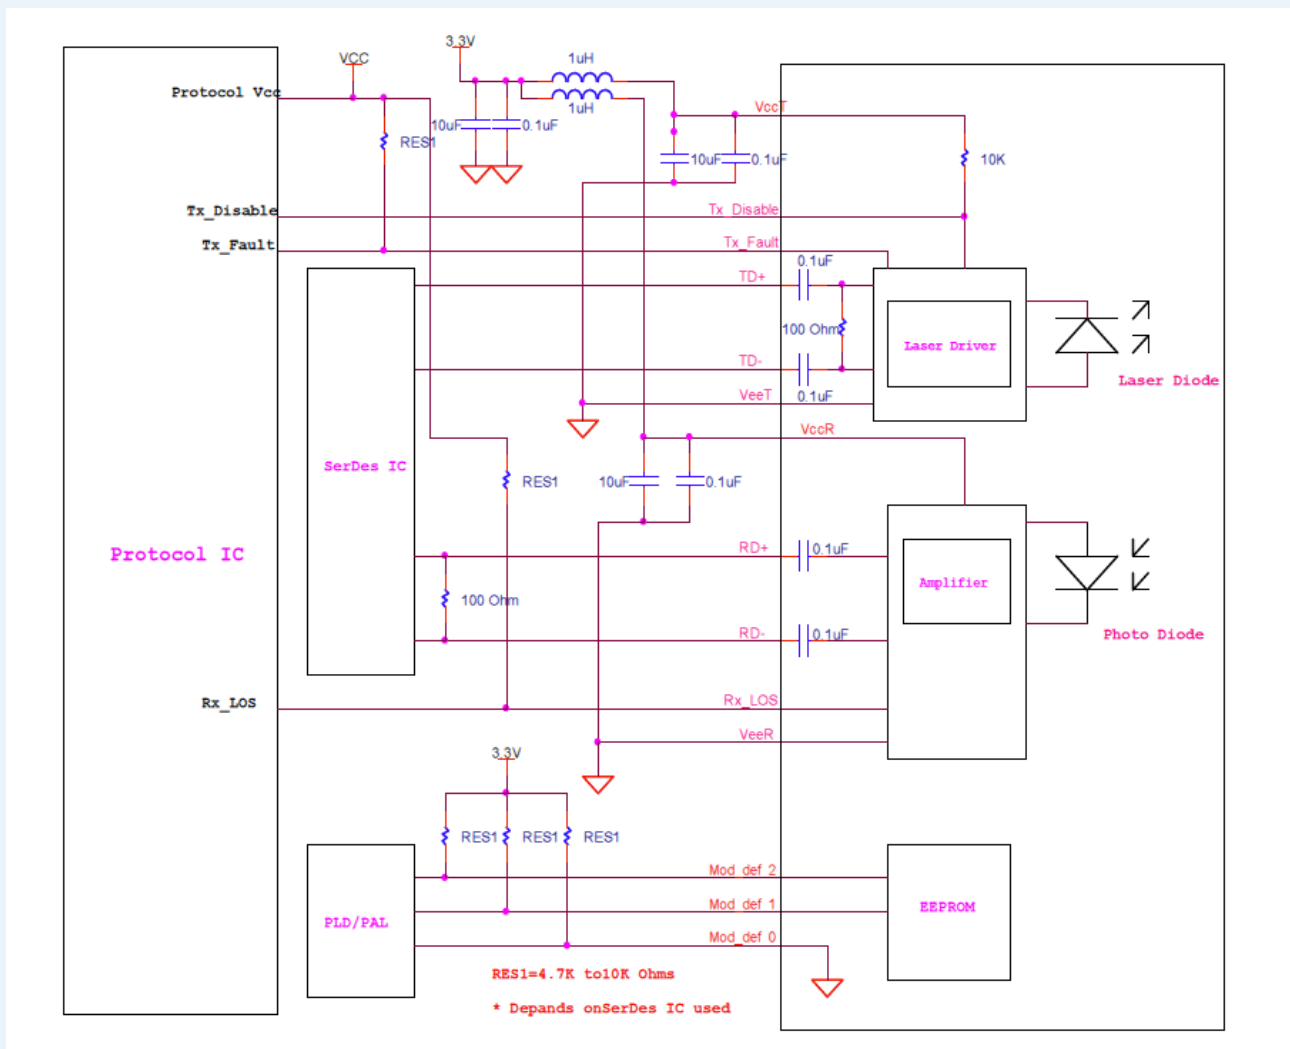 3.3V
VCC
1uH
Protocol Vcc
1uH
VccT
10uF
0.1uF
RES1
10uF
0.1uF
10K
Tx_Disable
Tx_Disable
Tx_Fault
Tx_Fault
0.1uF
TD+
100 Ohm
Laser Driver
TD-
Laser Diode
VeeT
0.1uF
VccR
SerDes IC
RES1
10uF
0.1uF
Protocol IC
RD+
0.1uF
Amplifier
100 Ohm
RD-
0.1uF
Photo Diode
Rx_LOS
Rx_LOS
VeeR
3.3V
RES1
RES1
RES1
Mod_def 2
Mod_def 1
EEPROM
PLD/PAL
Mod_def 0
RES1=4.7K to10K Ohms
* Depands onSerDes IC used